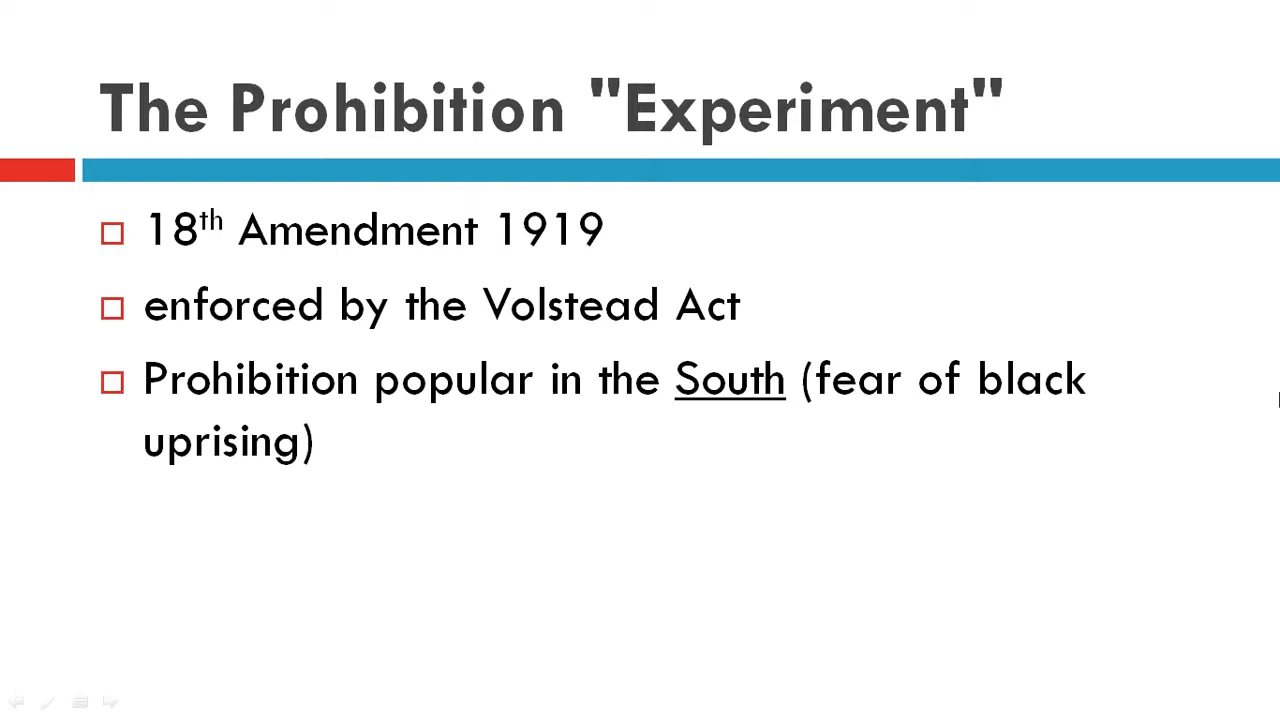 The Prohibition "Experiment"
18th Amendment 1919
enforced by the Volstead Act
Prohibition popular in the South (fear of black
uprising)